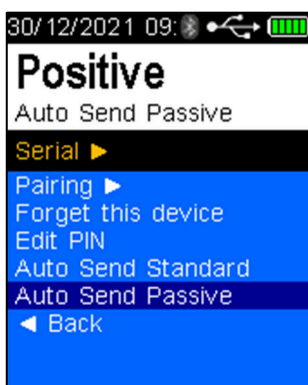 30/12/2021 09:
Positive
Auto Send Passive
Serial ▶
Pairing ▶
Forget this device
Edit PIN
Auto Send Standard
Auto Send Passive
◀ Back